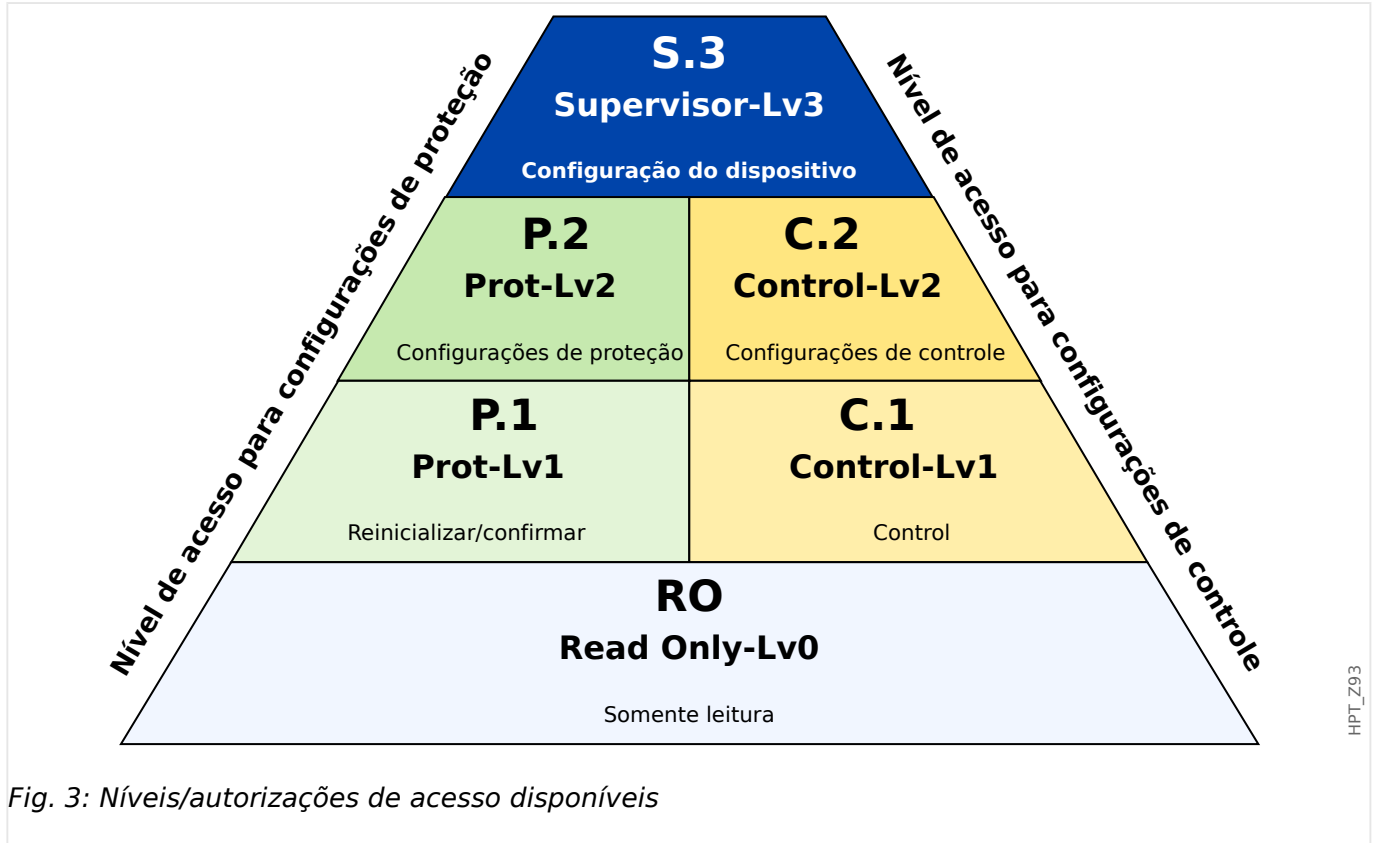 S.3
Supervisor-Lv3
Configuração do dispositivo
Nível de acesso para configurações de proteção
Nível de acesso para configurações de controle
P.2
Prot-Lv2
Configurações de proteção
C.2
Control-Lv2
Configurações de controle
P.1
Prot-Lv1
Reinicializar/confirmar
C.1
Control-Lv1
Control
RO
Read Only-Lv0
Somente leitura
HPT_Z93
Fig. 3: Níveis/autorizações de acesso disponíveis